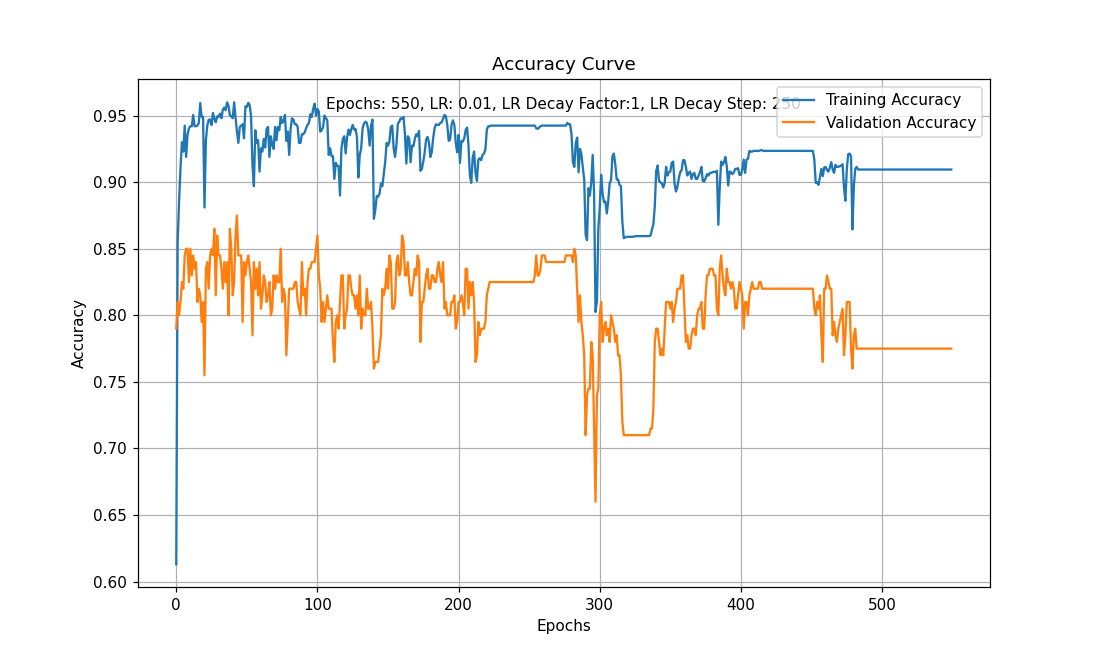 Accuracy Curve
Epochs: 550, LR: 0.01, LR Decay Factor:1, LR Decay Step: 250
Training Accuracy
Validation Accuracy
Accuracy
0.95
0.90
0.85
0.80
0.75
0.70
0.65
0.60
0 100 200 300 400 500
Epochs